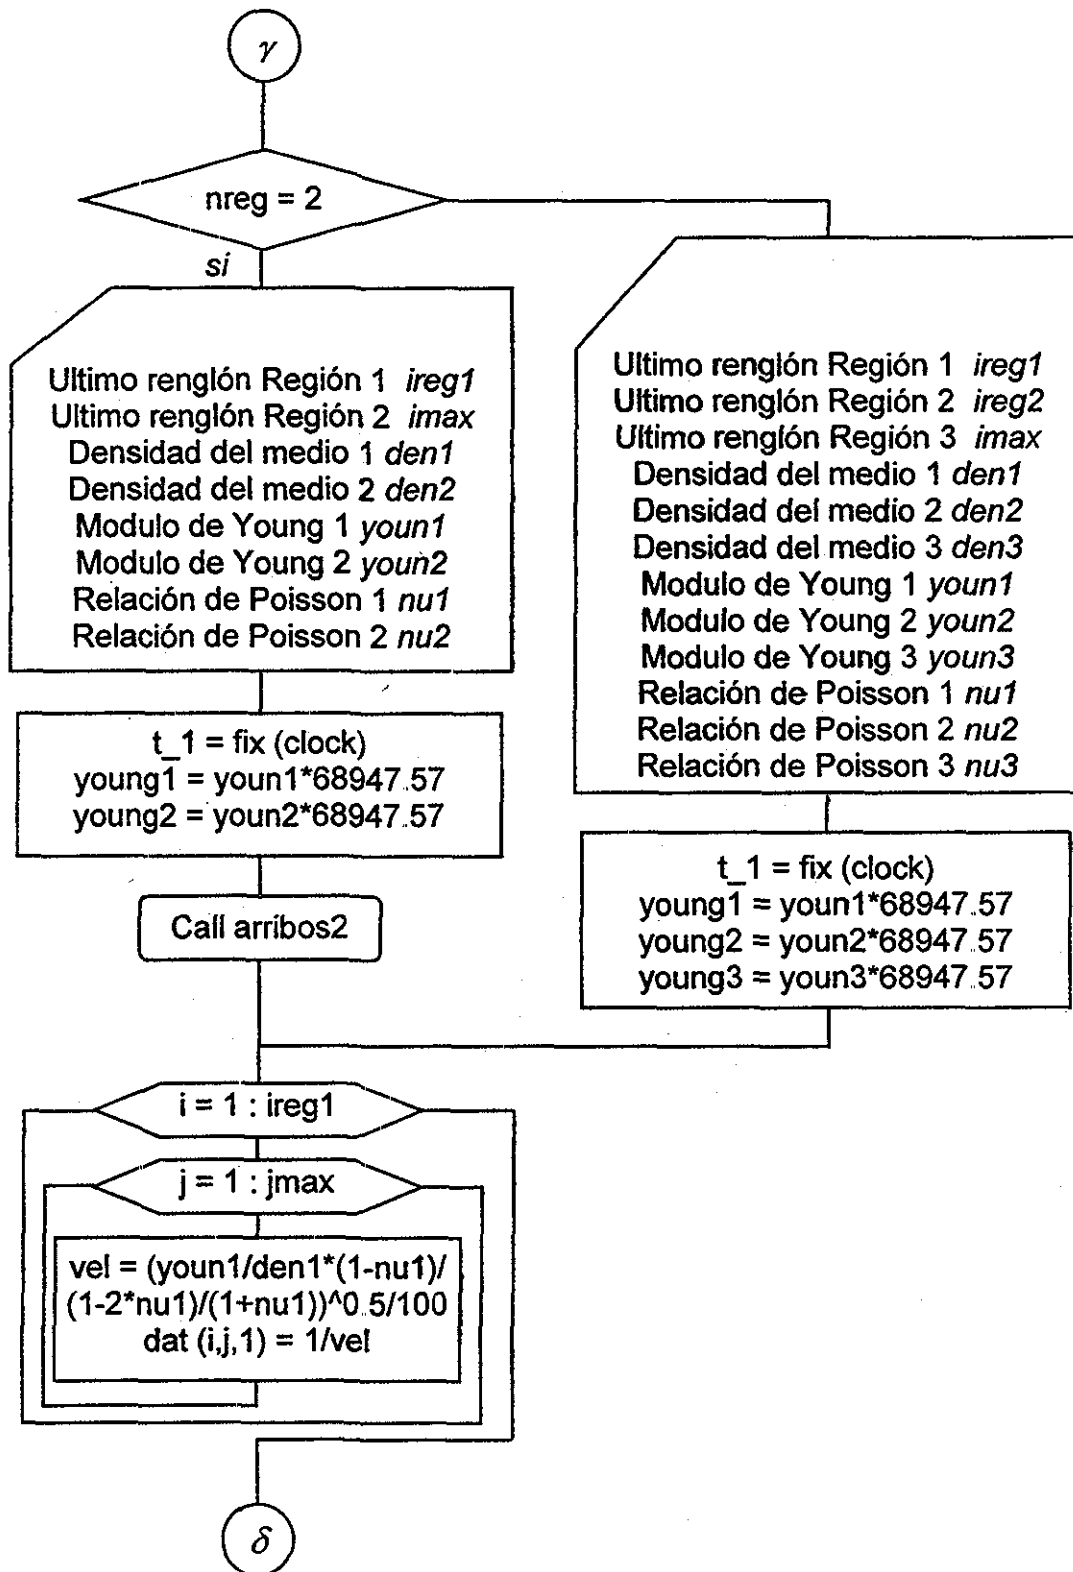 γ
nreg = 2
si
Ultimo renglón Región 1 ireg1
Ultimo renglón Región 2 imax
Densidad del medio 1 den1
Densidad del medio 2 den2
Modulo de Young 1 youn1
Modulo de Young 2 youn2
Relación de Poisson 1 nu1
Relación de Poisson 2 nu2
t_1 = fix (clock)
young1 = youn1*68947.57
young2 = youn2*68947.57
Call arribos2
Ultimo renglón Región 1 ireg1
Ultimo renglón Región 2 ireg2
Ultimo renglón Región 3 imax
Densidad del medio 1 den1
Densidad del medio 2 den2
Densidad del medio 3 den3
Modulo de Young 1 youn1
Modulo de Young 2 youn2
Modulo de Young 3 youn3
Relación de Poisson 1 nu1
Relación de Poisson 2 nu2
Relación de Poisson 3 nu3
t_1 = fix (clock)
young1 = youn1*68947.57
young2 = youn2*68947.57
young3 = youn3*68947.57
i = 1 : ireg1
j = 1 : jmax
vel = (youn1/den1*(1-nu1)/
(1-2*nu1)/(1+nu1))^0.5/100
dat (i,j,1) = 1/vel
δ